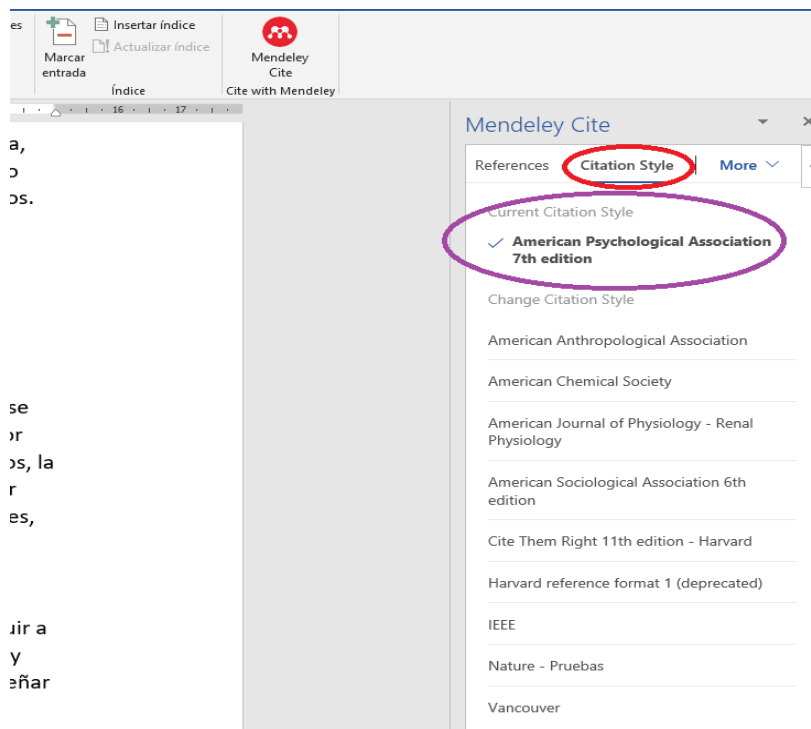 es
Marcar
entrada
Insertar índice
Actualizar índice
Índice
Mendeley
Cite
Cite with Mendeley
16 17
a,
o
os.
se
or
os, la
r
es,
uir a
y
eñar
Mendeley Cite
References Citation Style More
Current Citation Style
American Psychological Association
7th edition
Change Citation Style
American Anthropological Association
American Chemical Society
American Journal of Physiology - Renal
Physiology
American Sociological Association 6th
edition
Cite Them Right 11th edition - Harvard
Harvard reference format 1 (deprecated)
IEEE
Nature - Pruebas
Vancouver